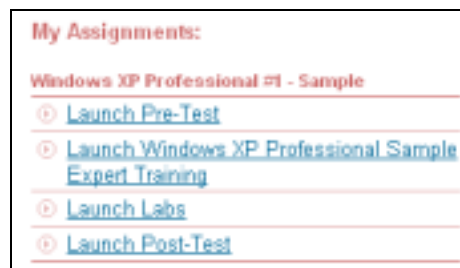 My Assignments:
Windows XP Professional #1 - Sample
Launch Pre-Test
Launch Windows XP Professional Sample
Expert Training
Launch Labs
Launch Post-Test